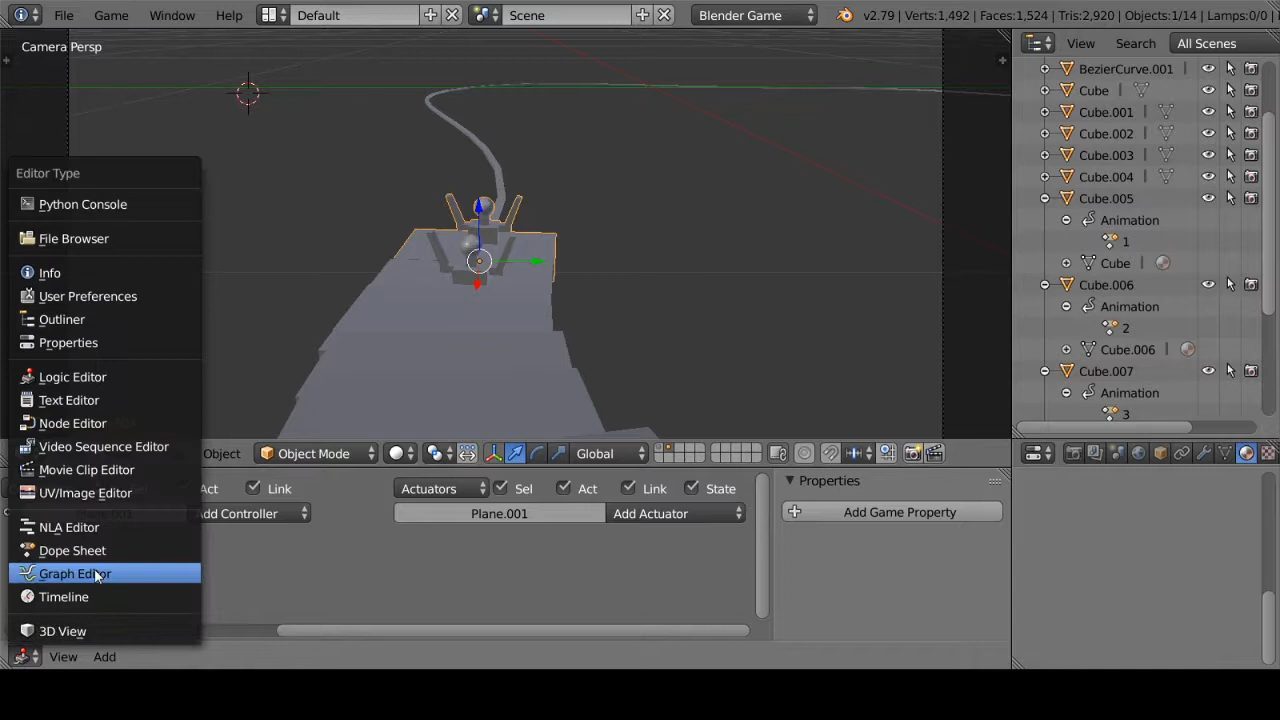 File Game Window Help Default Scene Blender Game v2.79 | Verts:1,492 | Faces:1,524 | Tris:2,920 | Objects:1/14 | Lamps:0/0 |
Camera Persp
View Search All Scenes
BezierCurve.001
Cube
Cube.001
Cube.002
Cube.003
Cube.004
Cube.005
Animation
1
Cube
Cube.006
Animation
2
Cube.006
Cube.007
Animation
3
Editor Type
Python Console
File Browser
Info
User Preferences
Outliner
Properties
Logic Editor
Text Editor
Node Editor
Video Sequence Editor
Movie Clip Editor
UV/Image Editor
NLA Editor
Dope Sheet
Graph Editor
Timeline
3D View
Object Object Mode Global
Act Link Actuators Sel Act Link State
Add Controller Plane.001 Add Actuator
Properties
Add Game Property
View Add